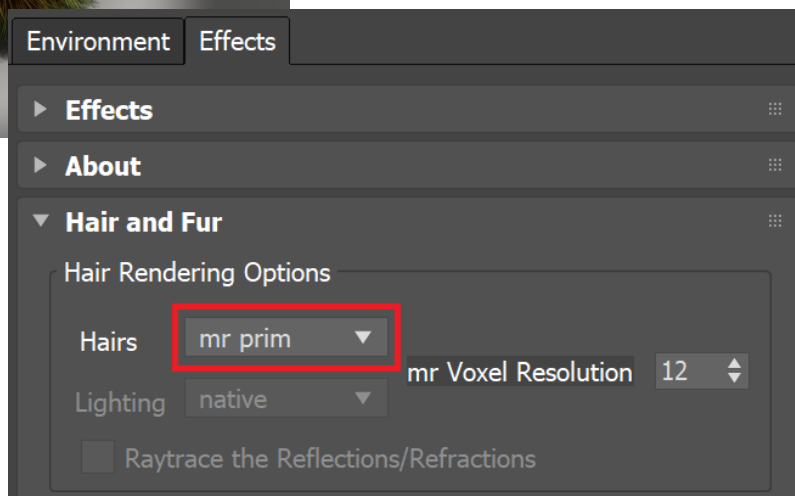 Environment Effects
Effects
About
Hair and Fur
Hair Rendering Options
Hairs mr prim
mr Voxel Resolution 12
Lighting native
Raytrace the Reflections/Refractions